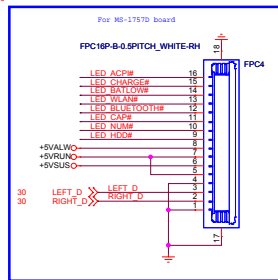 For MS-1757D board
18
FPC16P-B-0.5PITCH_WHITE-RH
FPC4
LED_ACPI# 16
LED_CHARGE# 15
LED_BATLOW# 14
LED_WLAN# 13
LED_BLUETOOTH# 12
LED_CAP# 11
LED_NUM# 10
LED_HDD# 9
+5VALW 8
+5VRUN 7
+5VSUS 6
5
4
30 LEFT_D LEFT_D 3
30 RIGHT_D RIGHT_D 2
1
17